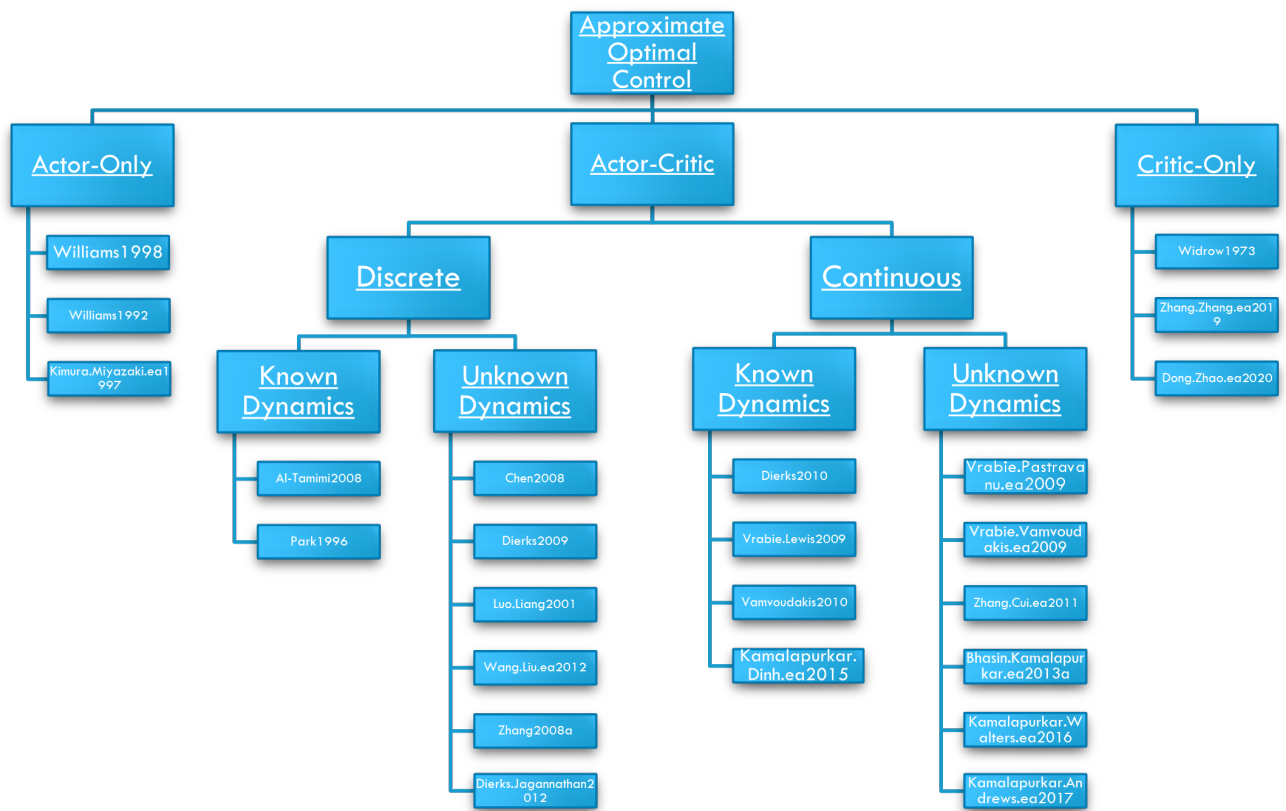 Approximate
Optimal
Control
Actor-Only
Williams1998
Williams1992
Kimura.Miyazaki.ea1
997
Actor-Critic
Discrete
Known
Dynamics
Al-Tamimi2008
Park1996
Unknown
Dynamics
Chen2008
Dierks2009
Luo.Liang2001
Wang.Liu.ea2012
Zhang2008a
Dierks.Jagannathan2
012
Continuous
Known
Dynamics
Dierks2010
Vrabie.Lewis2009
Vamvoudakis2010
Kamalapurkar.
Dinh.ea2015
Unknown
Dynamics
Vrabie.Pastrava
nu.ea2009
Vrabie.Vamvoud
akis.ea2009
Zhang.Cui.ea2011
Bhasin.Kamalapur
kar.ea2013a
Kamalapurkar.W
alters.ea2016
Kamalapurkar.An
drews.ea2017
Critic-Only
Widrow1973
Zhang.Zhang.ea201
9
Dong.Zhao.ea2020